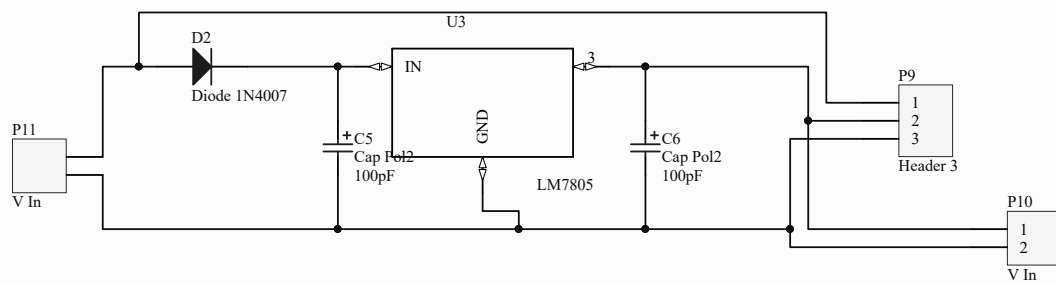 U3
D2
IN
3
Diode 1N4007
P9
1
2
3
Header 3
P11
V In
+
C5
Cap Pol2
100pF
GND
LM7805
+
C6
Cap Pol2
100pF
P10
1
2
V In